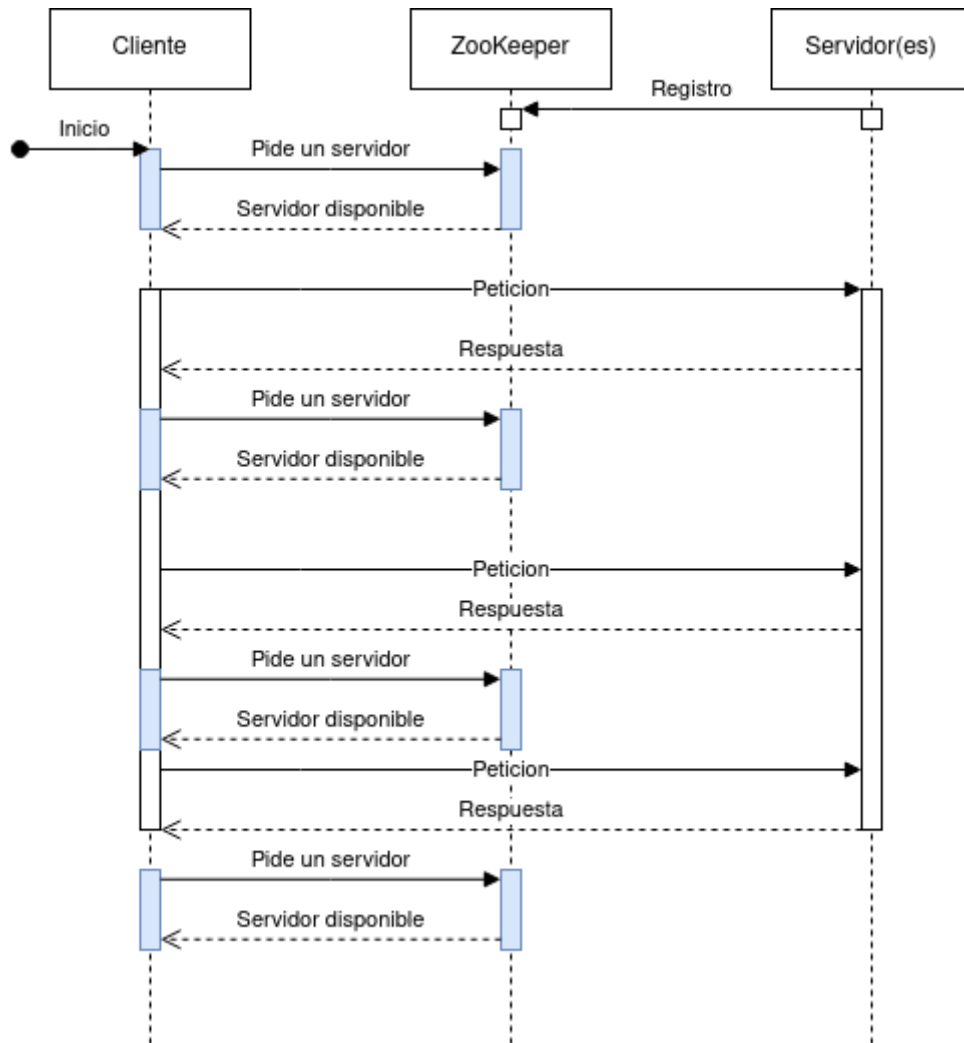 Cliente
ZooKeeper
Servidor(es)
Registro
Inicio
Pide un servidor
Servidor disponible
Peticion
Respuesta
Pide un servidor
Servidor disponible
Peticion
Respuesta
Pide un servidor
Servidor disponible
Peticion
Respuesta
Pide un servidor
Servidor disponible